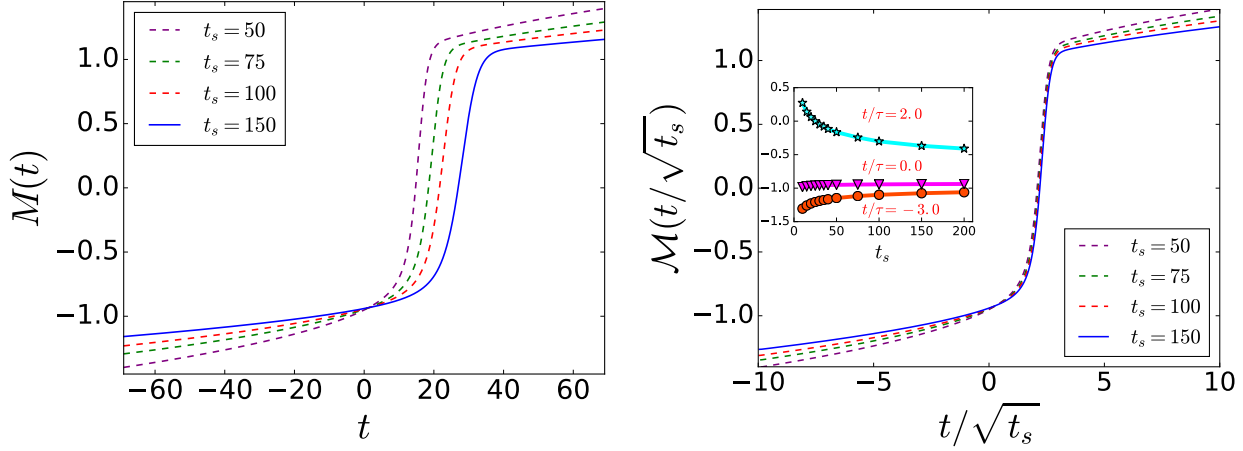 t_s = 50
t_s = 75
t_s = 100
t_s = 150
1.0
0.5
0.0
−0.5
−1.0
M(t)
−60 −40 −20 0 20 40 60
t
t_s = 50
t_s = 75
t_s = 100
t_s = 150
1.0
0.5
0.0
−0.5
−1.0
ℳ(t/√t_s)
−10 −5 0 5 10
t/√t_s
0.5
0.0
−0.5
−1.0
−1.5
t/τ = 2.0
t/τ = 0.0
t/τ = −3.0
0 50 100 150 200
t_s